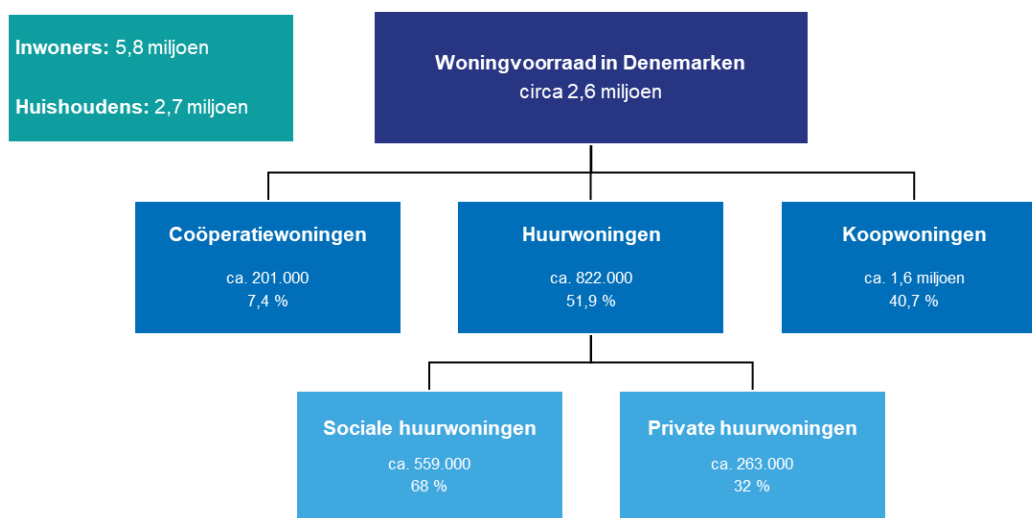 Inwoners: 5,8 miljoen
Huishoudens: 2,7 miljoen
Woningvoorraad in Denemarken
circa 2,6 miljoen
Coöperatiewoningen
ca. 201.000
7,4 %
Huurwoningen
ca. 822.000
51,9 %
Koopwoningen
ca. 1,6 miljoen
40,7 %
Sociale huurwoningen
ca. 559.000
68 %
Private huurwoningen
ca. 263.000
32 %